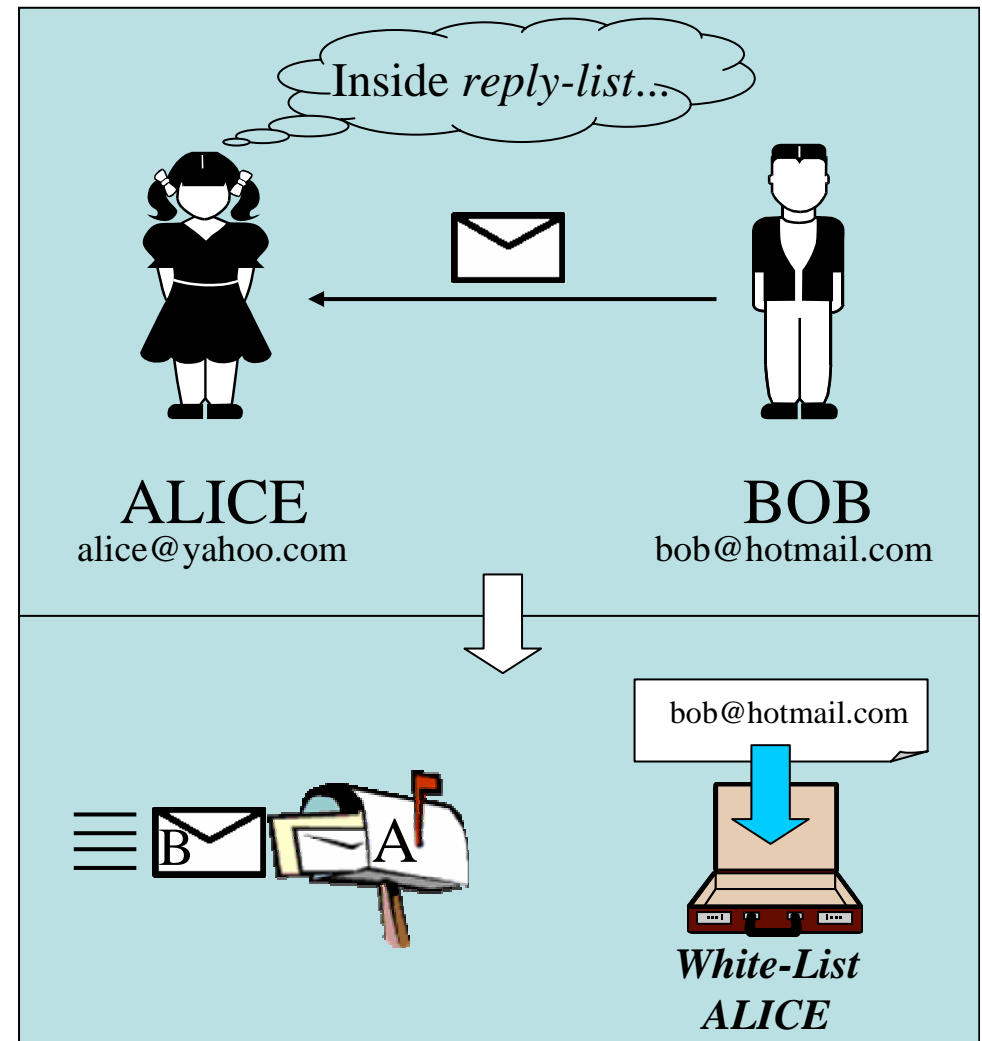 Inside reply-list...
ALICE
alice@yahoo.com
BOB
bob@hotmail.com
bob@hotmail.com
B
A
White-List
ALICE